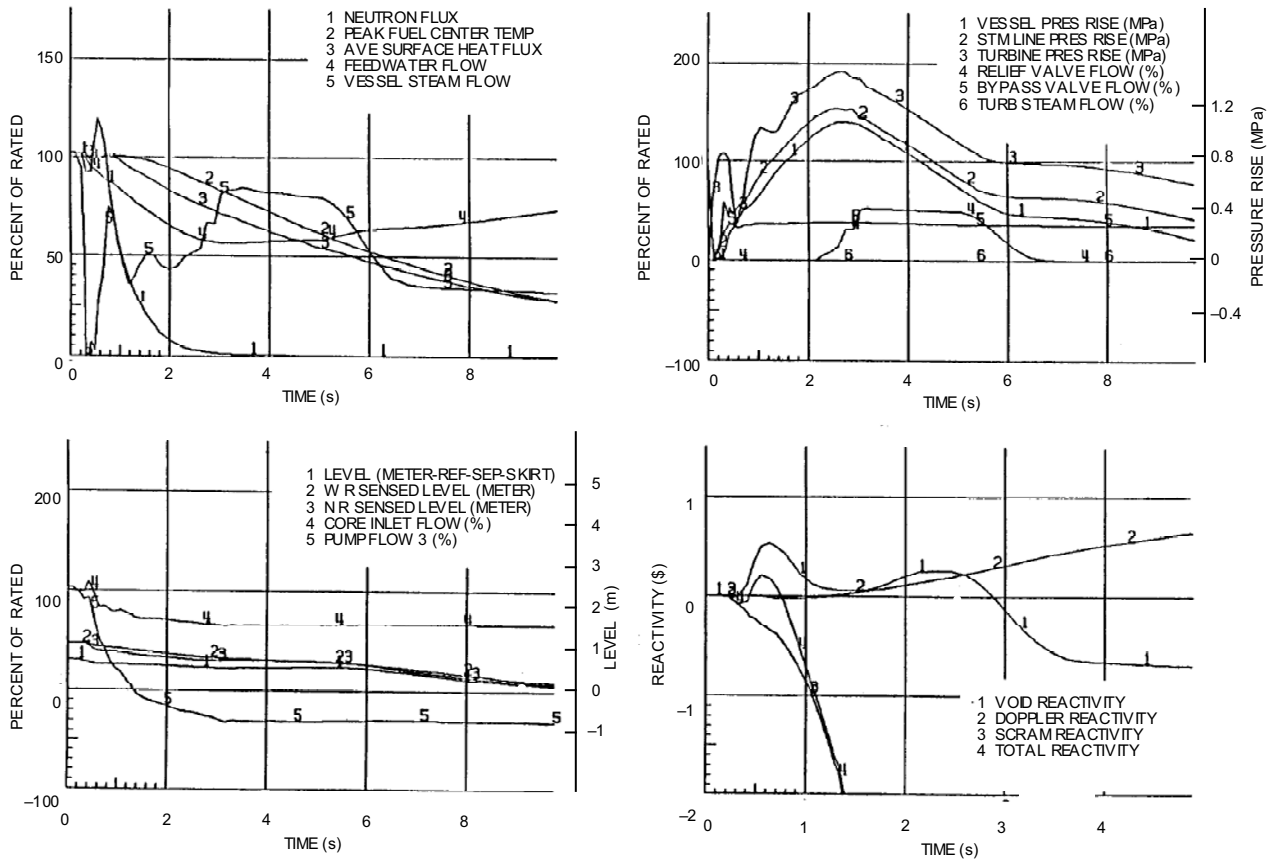 1 NEUTRON FLUX
2 PEAK FUEL CENTER TEMP
3 AVE SURFACE HEAT FLUX
4 FEEDWATER FLOW
5 VESSEL STEAM FLOW
PERCENT OF RATED
150
100
50
0
0 2 4 6 8
TIME (s)
1 VESSEL PRES RISE (MPa)
2 STM LINE PRES RISE (MPa)
3 TURBINE PRES RISE (MPa)
4 RELIEF VALVE FLOW (%)
5 BYPASS VALVE FLOW (%)
6 TURB STEAM FLOW (%)
PERCENT OF RATED
200
100
0
–100
PRESSURE RISE (MPa)
1.2
0.8
0.4
0
–0.4
0 2 4 6 8
TIME (s)
1 LEVEL (METER-REF-SEP-SKIRT)
2 W R SENSED LEVEL (METER)
3 N R SENSED LEVEL (METER)
4 CORE INLET FLOW (%)
5 PUMP FLOW 3 (%)
PERCENT OF RATED
200
100
0
–100
LEVEL (m)
5
4
3
2
1
0
–1
0 2 4 6 8
TIME (s)
REACTIVITY ($)
1
0
–1
–2
1 VOID REACTIVITY
2 DOPPLER REACTIVITY
3 SCRAM REACTIVITY
4 TOTAL REACTIVITY
0 1 2 3 4
TIME (s)